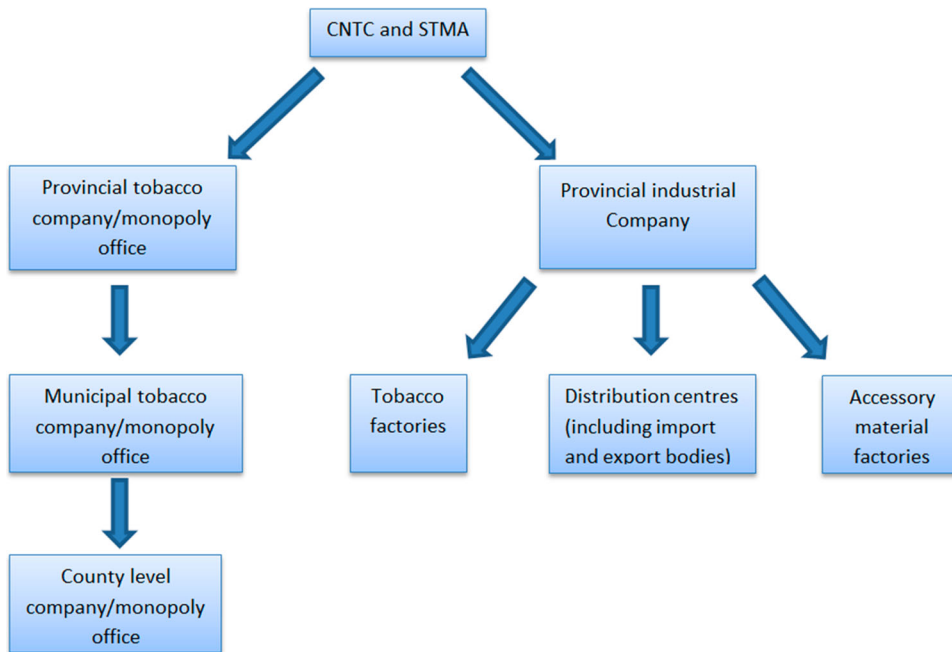 CNTC and STMA
Provincial tobacco
company/monopoly
office
Provincial industrial
Company
Municipal tobacco
company/monopoly
office
Tobacco
factories
Distribution centres
(including import
and export bodies)
Accessory
material
factories
County level
company/monopoly
office